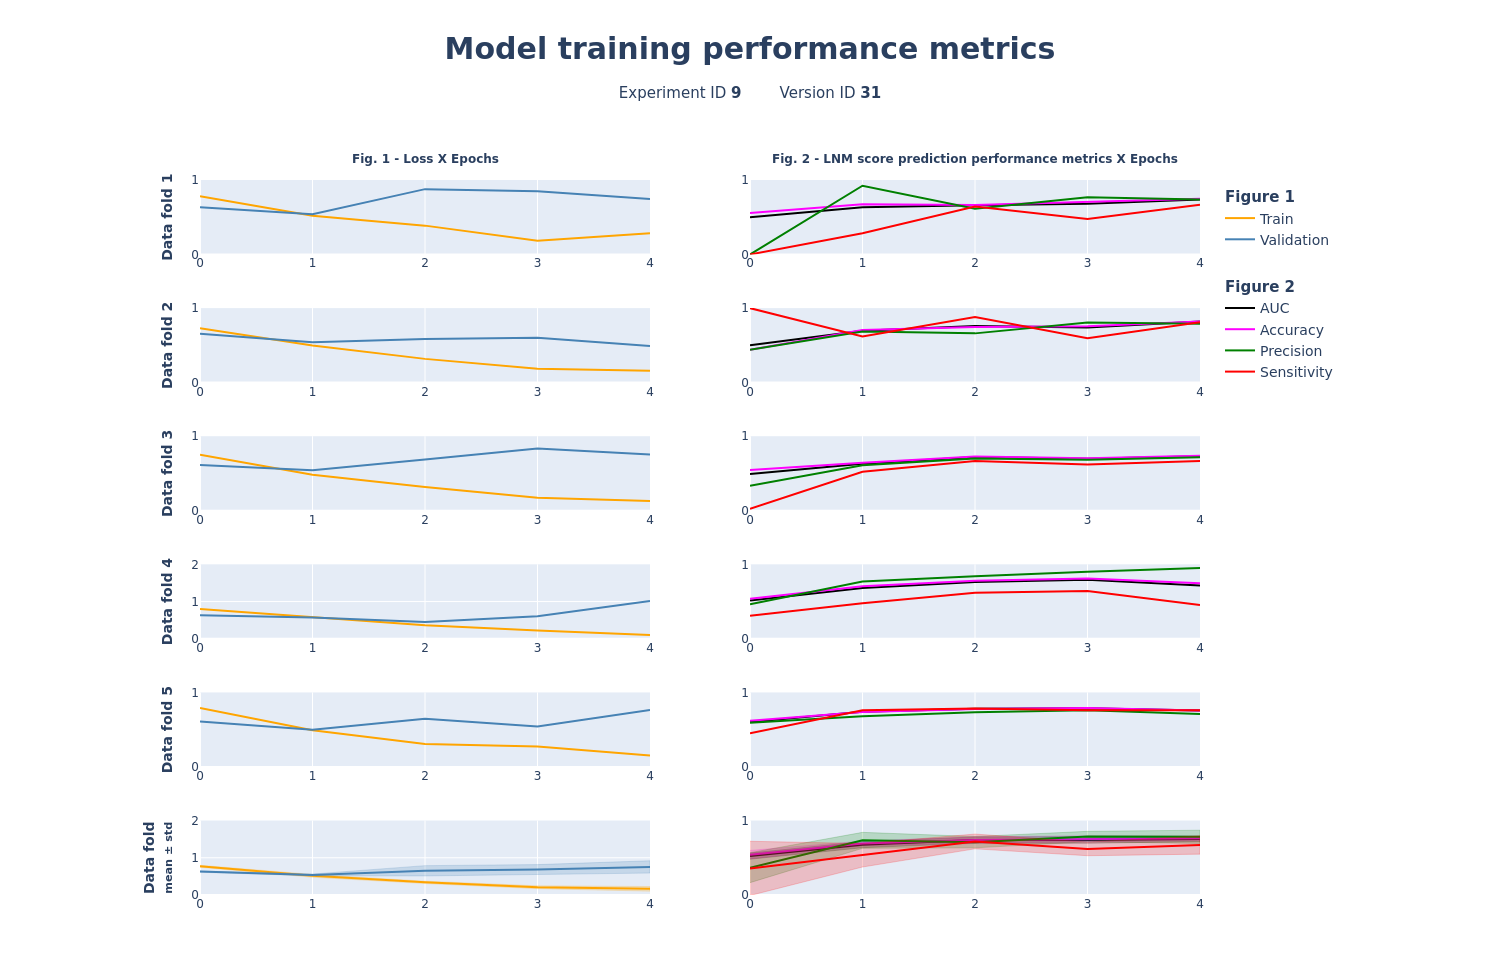 Model training performance metrics
Experiment ID 9 Version ID 31
Fig. 1 - Loss X Epochs
Fig. 2 - LNM score prediction performance metrics X Epochs
Data fold 1
1
0
0 1 2 3 4
1
0
0 1 2 3 4
Data fold 2
1
0
0 1 2 3 4
1
0
0 1 2 3 4
Data fold 3
1
0
0 1 2 3 4
1
0
0 1 2 3 4
Data fold 4
2
1
0
0 1 2 3 4
1
0
0 1 2 3 4
Data fold 5
1
0
0 1 2 3 4
1
0
0 1 2 3 4
Data fold
mean ± std
2
1
0
0 1 2 3 4
1
0
0 1 2 3 4
Figure 1
Train
Validation
Figure 2
AUC
Accuracy
Precision
Sensitivity